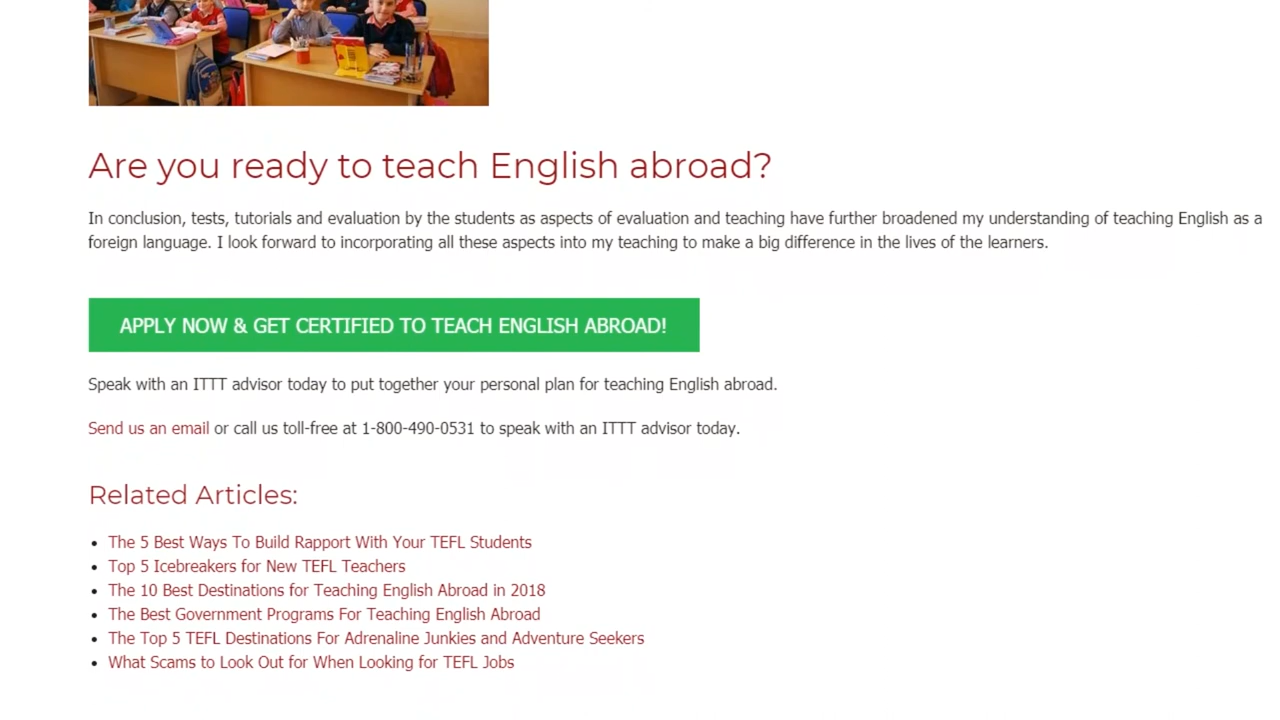 Are you ready to teach English abroad?
In conclusion, tests, tutorials and evaluation by the students as aspects of evaluation and teaching have further broadened my understanding of teaching English as a
foreign language. I look forward to incorporating all these aspects into my teaching to make a big difference in the lives of the learners.
APPLY NOW & GET CERTIFIED TO TEACH ENGLISH ABROAD!
Speak with an ITTT advisor today to put together your personal plan for teaching English abroad.
Send us an email or call us toll-free at 1-800-490-0531 to speak with an ITTT advisor today.
Related Articles:
The 5 Best Ways To Build Rapport With Your TEFL Students
Top 5 Icebreakers for New TEFL Teachers
The 10 Best Destinations for Teaching English Abroad in 2018
The Best Government Programs For Teaching English Abroad
The Top 5 TEFL Destinations For Adrenaline Junkies and Adventure Seekers
What Scams to Look Out for When Looking for TEFL Jobs